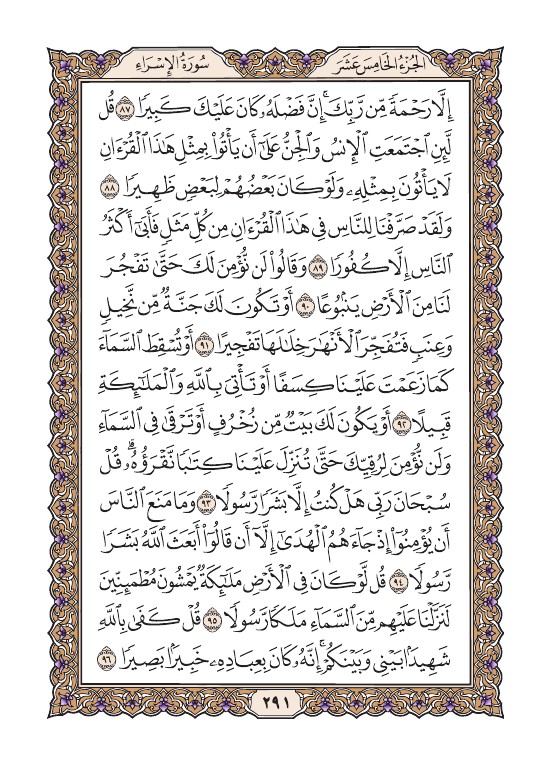 الجُزءُ الخَامِسَ عَشَرَ سُورَةُ الإِسْرَاءِ
إِلَّا رَحْمَةً مِّن رَّبِّكَۚ إِنَّ فَضْلَهُۥ كَانَ عَلَيْكَ كَبِيرًا ٨٧ قُل
لَّئِنِ ٱجْتَمَعَتِ ٱلْإِنسُ وَٱلْجِنُّ عَلَىٰٓ أَن يَأْتُوا۟ بِمِثْلِ هَٰذَا ٱلْقُرْءَانِ
لَا يَأْتُونَ بِمِثْلِهِۦ وَلَوْ كَانَ بَعْضُهُمْ لِبَعْضٍ ظَهِيرًا ٨٨
وَلَقَدْ صَرَّفْنَا لِلنَّاسِ فِى هَٰذَا ٱلْقُرْءَانِ مِن كُلِّ مَثَلٍ فَأَبَىٰٓ أَكْثَرُ
ٱلنَّاسِ إِلَّا كُفُورًا ٨٩ وَقَالُوا۟ لَن نُّؤْمِنَ لَكَ حَتَّىٰ تَفْجُرَ
لَنَا مِنَ ٱلْأَرْضِ يَنۢبُوعًا ٩٠ أَوْ تَكُونَ لَكَ جَنَّةٌ مِّن نَّخِيلٍ
وَعِنَبٍ فَتُفَجِّرَ ٱلْأَنْهَٰرَ خِلَٰلَهَا تَفْجِيرًا ٩١ أَوْ تُسْقِطَ ٱلسَّمَآءَ
كَمَا زَعَمْتَ عَلَيْنَا كِسَفًا أَوْ تَأْتِىَ بِٱللَّهِ وَٱلْمَلَٰٓئِكَةِ
قَبِيلًا ٩٢ أَوْ يَكُونَ لَكَ بَيْتٌ مِّن زُخْرُفٍ أَوْ تَرْقَىٰ فِى ٱلسَّمَآءِ
وَلَن نُّؤْمِنَ لِرُقِيِّكَ حَتَّىٰ تُنَزِّلَ عَلَيْنَا كِتَٰبًا نَّقْرَؤُهُۥۗ قُلْ
سُبْحَانَ رَبِّى هَلْ كُنتُ إِلَّا بَشَرًا رَّسُولًا ٩٣ وَمَا مَنَعَ ٱلنَّاسَ
أَن يُؤْمِنُوٓا۟ إِذْ جَآءَهُمُ ٱلْهُدَىٰٓ إِلَّآ أَن قَالُوٓا۟ أَبَعَثَ ٱللَّهُ بَشَرًا
رَّسُولًا ٩٤ قُل لَّوْ كَانَ فِى ٱلْأَرْضِ مَلَٰٓئِكَةٌ يَمْشُونَ مُطْمَئِنِّينَ
لَنَزَّلْنَا عَلَيْهِم مِّنَ ٱلسَّمَآءِ مَلَكًا رَّسُولًا ٩٥ قُلْ كَفَىٰ بِٱللَّهِ
شَهِيدًۢا بَيْنِى وَبَيْنَكُمْۚ إِنَّهُۥ كَانَ بِعِبَادِهِۦ خَبِيرًۢا بَصِيرًا ٩٦
٢٩١